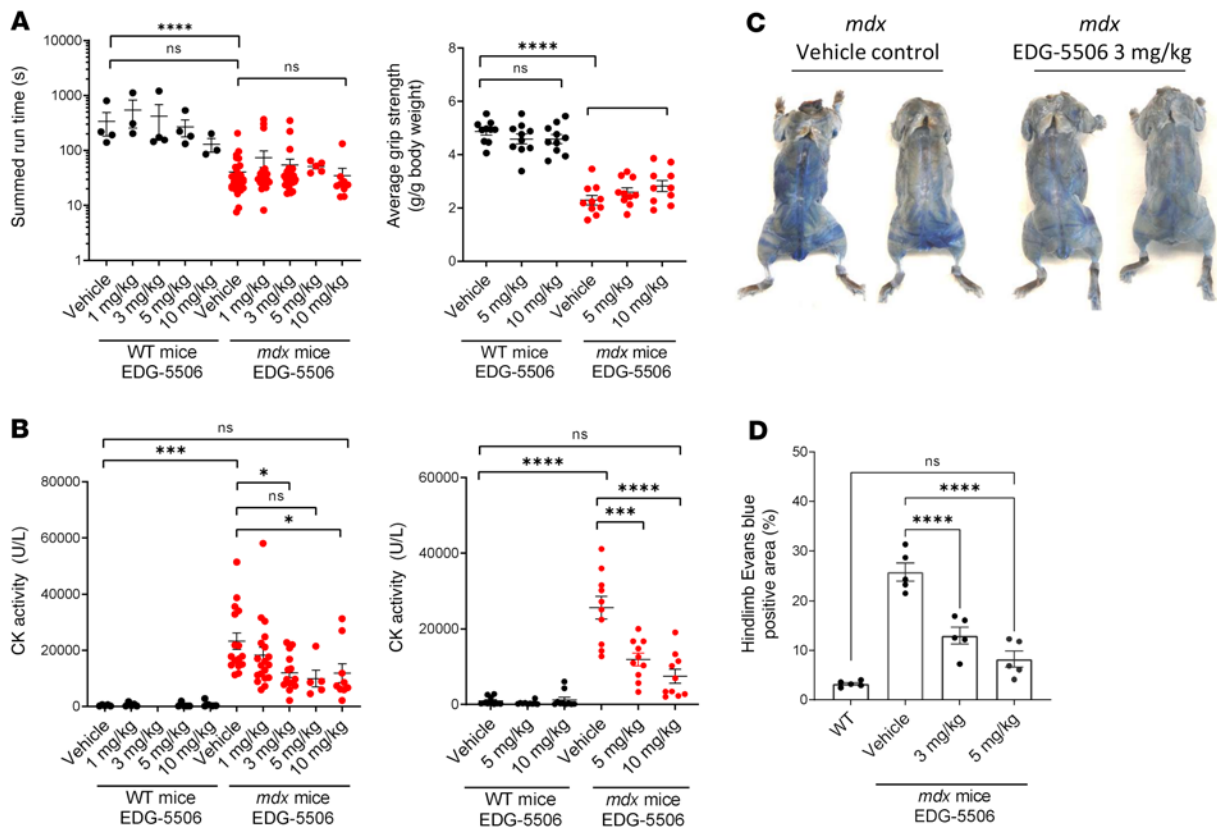 A
Summed run time (s)
10000
1000
100
10
1
****
ns
ns
Vehicle
1 mg/kg
3 mg/kg
5 mg/kg
10 mg/kg
Vehicle
1 mg/kg
3 mg/kg
5 mg/kg
10 mg/kg
WT mice
EDG-5506
mdx mice
EDG-5506
Average grip strength
(g/g body weight)
8
6
4
2
0
****
ns
Vehicle
5 mg/kg
10 mg/kg
Vehicle
5 mg/kg
10 mg/kg
WT mice
EDG-5506
mdx mice
EDG-5506
C
mdx
Vehicle control
mdx
EDG-5506 3 mg/kg
B
CK activity (U/L)
80000
60000
40000
20000
0
ns
***
*
ns
*
Vehicle
1 mg/kg
3 mg/kg
5 mg/kg
10 mg/kg
Vehicle
1 mg/kg
3 mg/kg
5 mg/kg
10 mg/kg
WT mice
EDG-5506
mdx mice
EDG-5506
CK activity (U/L)
60000
40000
20000
0
ns
****
****
***
Vehicle
5 mg/kg
10 mg/kg
Vehicle
5 mg/kg
10 mg/kg
WT mice
EDG-5506
mdx mice
EDG-5506
D
Hindlimb Evans blue
positive area (%)
50
40
30
20
10
0
ns
****
****
WT
Vehicle
3 mg/kg
5 mg/kg
mdx mice
EDG-5506